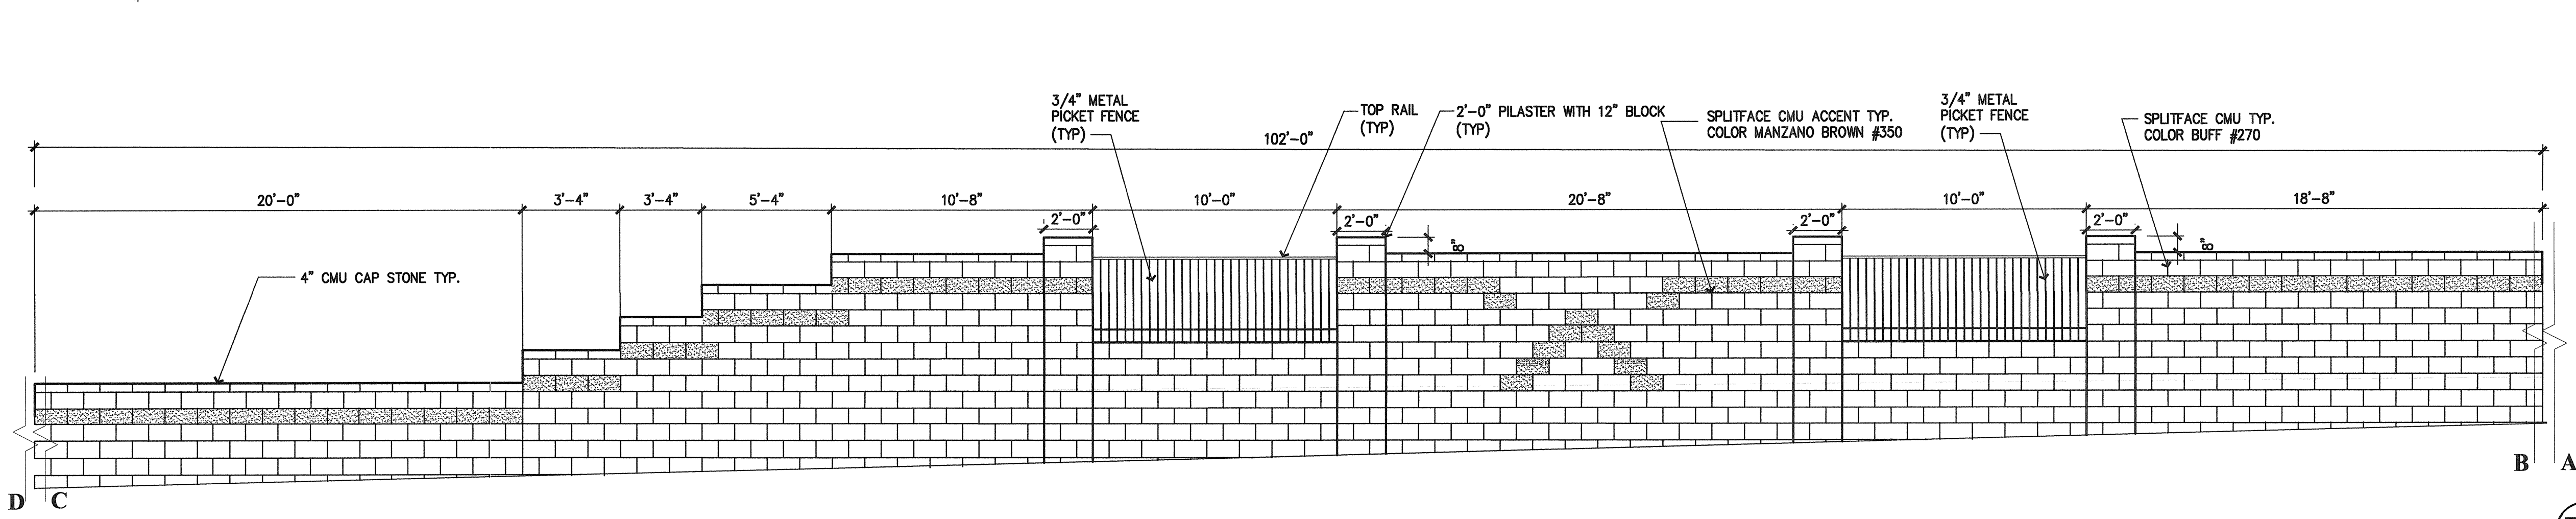 3/4" METAL
PICKET FENCE
(TYP)
TOP RAIL
(TYP)
2'-0" PILASTER WITH 12" BLOCK
(TYP)
SPLITFACE CMU ACCENT TYP.
COLOR MANZANO BROWN #350
3/4" METAL
PICKET FENCE
(TYP)
SPLITFACE CMU TYP.
COLOR BUFF #270
102'-0"
20'-0"
3'-4"
3'-4"
5'-4"
10'-8"
10'-0"
20'-8"
10'-0"
18'-8"
2'-0"
2'-0"
8"
2'-0"
2'-0"
8"
4" CMU CAP STONE TYP.
D
C
B
A